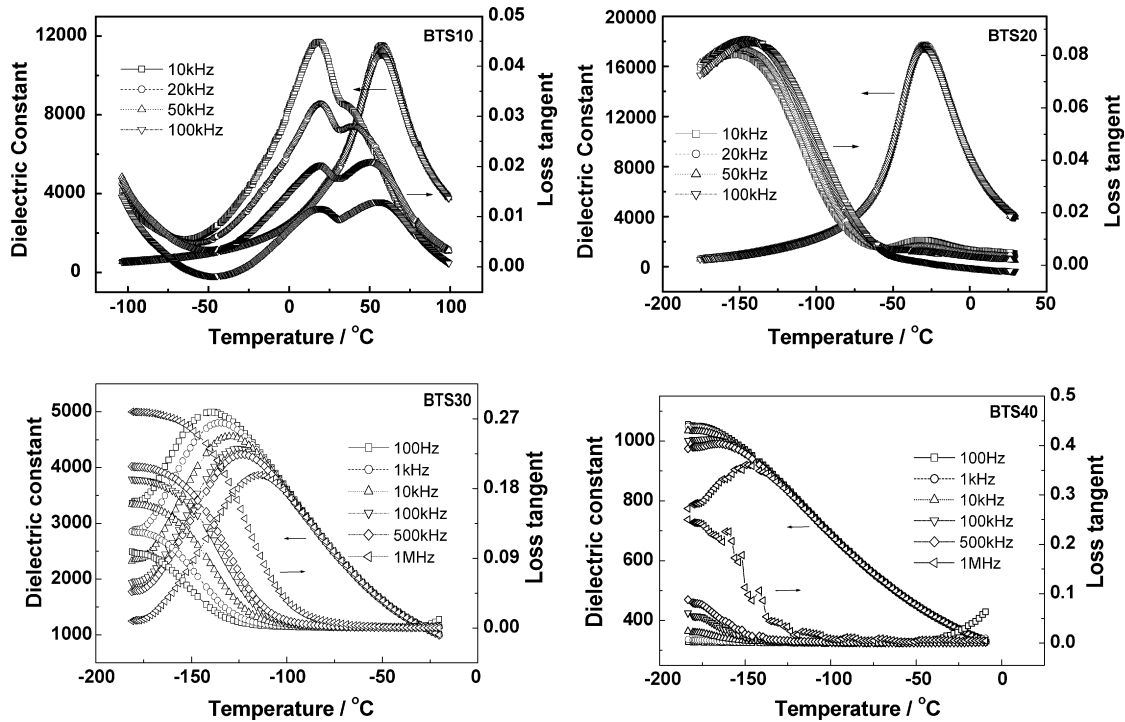 BTS10
Dielectric Constant
12000
8000
4000
0
10kHz
20kHz
50kHz
100kHz
0.05
0.04
0.03
0.02
0.01
0.00
Loss tangent
-100
-50
0
50
100
Temperature / °C
BTS20
Dielectric Constant
20000
18000
16000
14000
12000
10000
8000
6000
4000
2000
0
10kHz
20kHz
50kHz
100kHz
0.08
0.06
0.04
0.02
0.00
Loss tangent
-200
-150
-100
-50
0
50
Temperature / °C
BTS30
Dielectric constant
5000
4000
3000
2000
1000
100Hz
1kHz
10kHz
100kHz
500kHz
1MHz
0.27
0.18
0.09
0.00
Loss tangent
-200
-150
-100
-50
0
Temperature / °C
BTS40
Dielectric constant
1000
800
600
400
100Hz
1kHz
10kHz
100kHz
500kHz
1MHz
0.5
0.4
0.3
0.2
0.1
0.0
Loss tangent
-200
-150
-100
-50
0
Temperature / °C